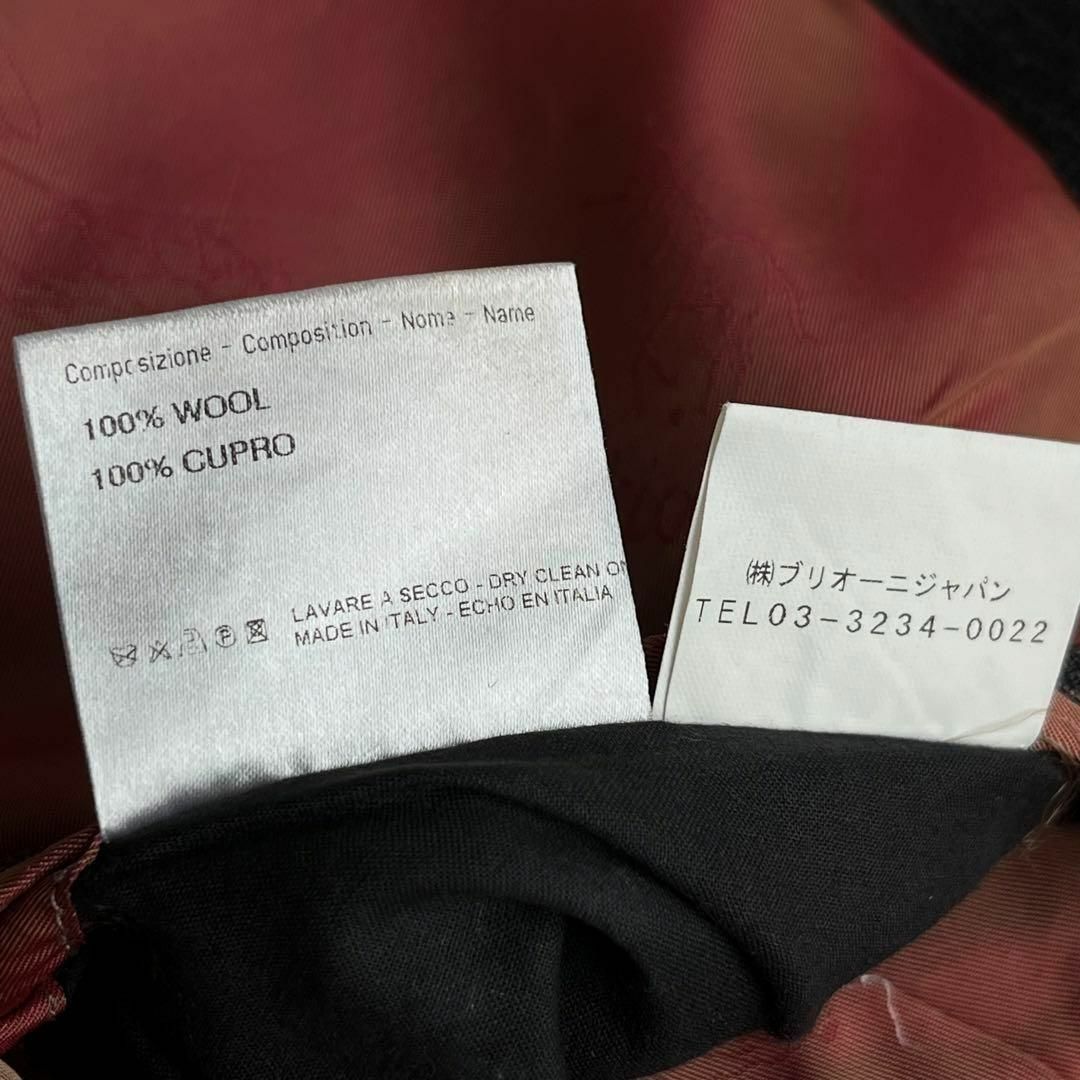 Composizione - Composition - Nome - Name
100% WOOL
100% CUPRO
LAVARE A SECCO - DRY CLEAN ON
MADE IN ITALY - ECHO EN ITALIA
㈱ブリオーニジャパン
TEL03-3234-0022